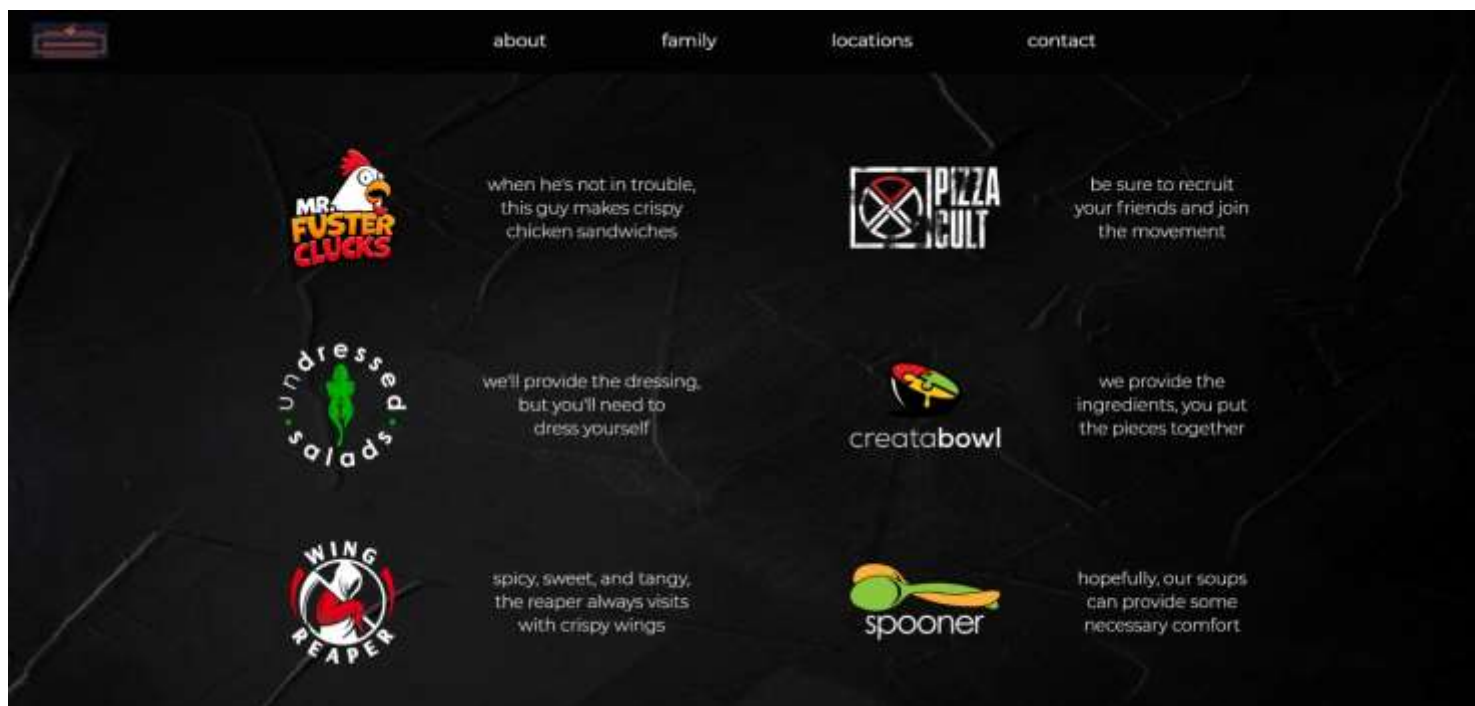 about
family
locations
contact
MR.
FUSTER
CLUCKS
when he's not in trouble,
this guy makes crispy
chicken sandwiches
PIZZA
CULT
be sure to recruit
your friends and join
the movement
undressed
salads
we'll provide the dressing,
but you'll need to
dress yourself
creatabowl
we provide the
ingredients, you put
the pieces together
WING
REAPER
spicy, sweet, and tangy,
the reaper always visits
with crispy wings
spooner
hopefully, our soups
can provide some
necessary comfort